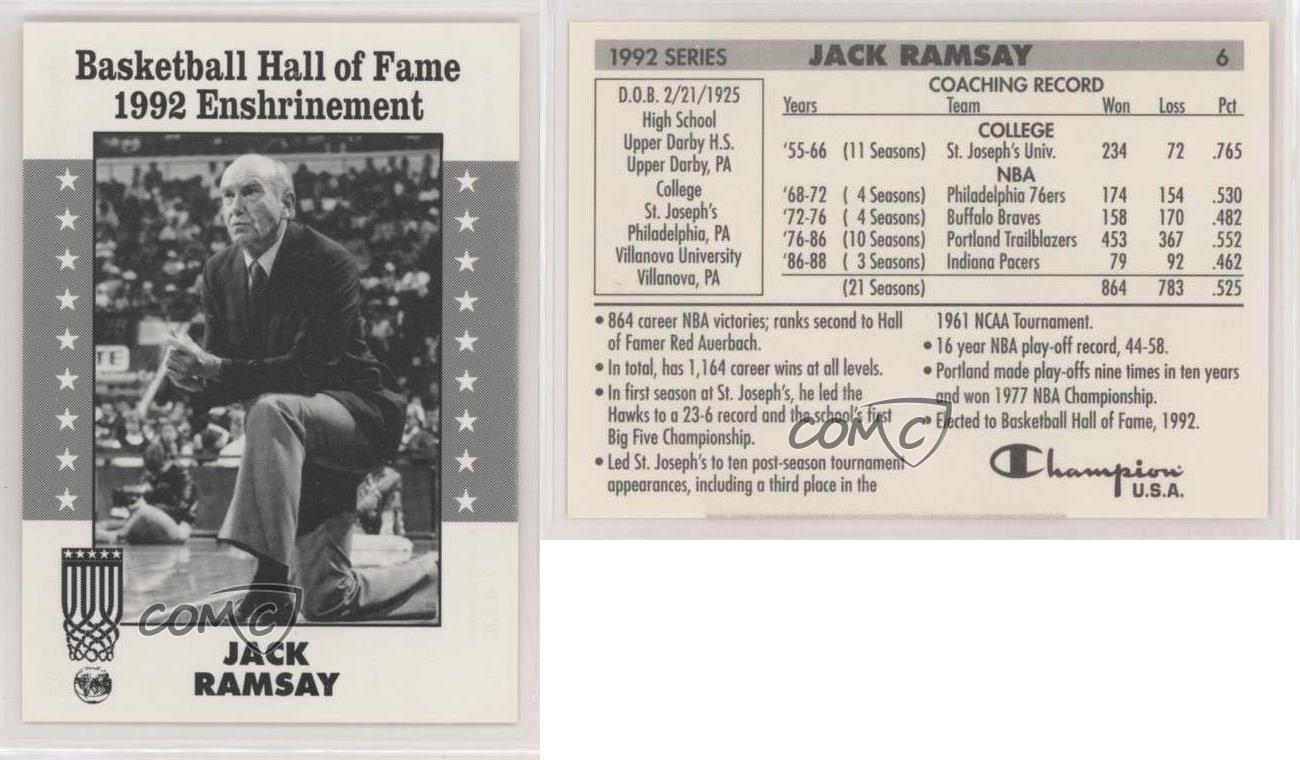 Basketball Hall of Fame
1992 Enshrinement
TE
COMC
JACK
RAMSAY
1992 SERIES JACK RAMSAY 6
D.O.B. 2/21/1925
High School
Upper Darby H.S.
Upper Darby, PA
College
St. Joseph's
Philadelphia, PA
Villanova University
Villanova, PA
COACHING RECORD
Years Team Won Loss Pct
COLLEGE
'55-66 (11 Seasons) St. Joseph's Univ. 234 72 .765
NBA
'68-72 ( 4 Seasons) Philadelphia 76ers 174 154 .530
'72-76 ( 4 Seasons) Buffalo Braves 158 170 .482
'76-86 (10 Seasons) Portland Trailblazers 453 367 .552
'86-88 ( 3 Seasons) Indiana Pacers 79 92 .462
(21 Seasons) 864 783 .525
• 864 career NBA victories; ranks second to Hall
of Famer Red Auerbach.
• In total, has 1,164 career wins at all levels.
• In first season at St. Joseph's, he led the
Hawks to a 23-6 record and the school's first
Big Five Championship.
• Led St. Joseph's to ten post-season tournament
appearances, including a third place in the
1961 NCAA Tournament.
• 16 year NBA play-off record, 44-58.
• Portland made play-offs nine times in ten years
and won 1977 NBA Championship.
• Elected to Basketball Hall of Fame, 1992.
COMC
Champion
U.S.A.